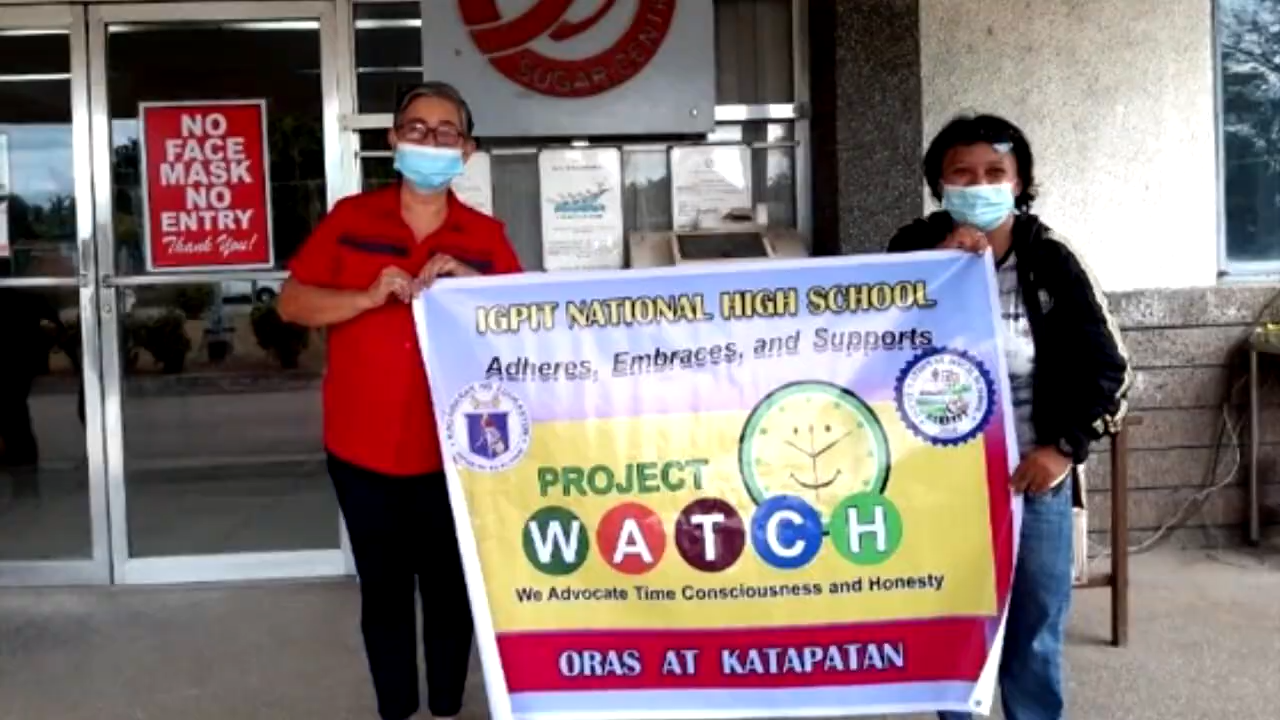 SUGAR CENTR
NO
FACE
MASK
NO
ENTRY
Thank You!
IGPIT NATIONAL HIGH SCHOOL
Adheres, Embraces, and Supports
PROJECT
WATCH
We Advocate Time Consciousness and Honesty
ORAS AT KATAPATAN